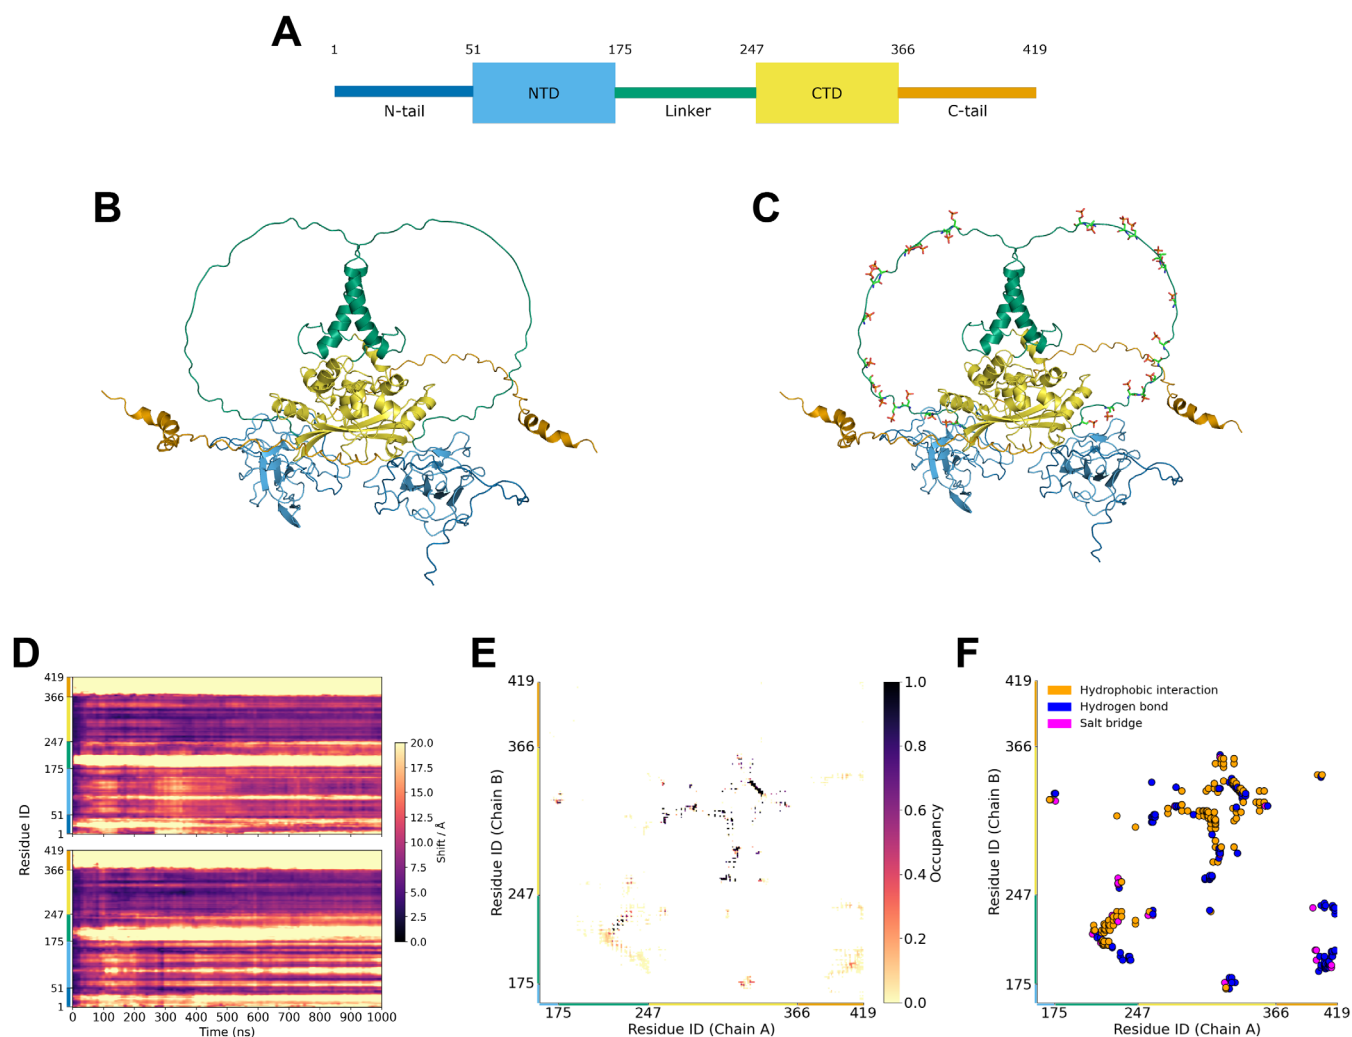 A
1 51 175 247 366 419
NTD CTD
N-tail Linker C-tail
B
C
D
419
366
247
175
51
1
419
366
247
175
51
1
Residue ID
0 100 200 300 400 500 600 700 800 900 1000
Time (ns)
20.0
17.5
15.0
12.5
10.0
7.5
5.0
2.5
0.0
Shift / Å
E
419
366
247
175
Residue ID (Chain B)
175 247 366 419
Residue ID (Chain A)
1.0
0.8
0.6
0.4
0.2
0.0
Occupancy
F
Hydrophobic interaction
Hydrogen bond
Salt bridge
419
366
247
175
Residue ID (Chain B)
175 247 366 419
Residue ID (Chain A)